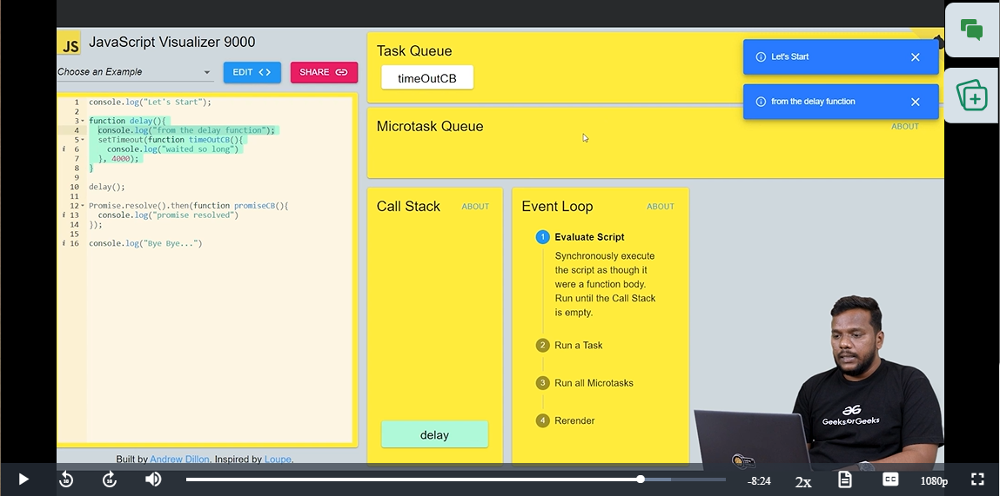 JS
JavaScript Visualizer 9000
Choose an Example
EDIT <>
SHARE
1 console.log("Let's Start");
2
3 function delay(){
4 console.log("from the delay function");
5 setTimeout(function timeOutCB(){
i 6 console.log("waited so long")
7 }, 4000);
8 }
9
10 delay();
11
12 Promise.resolve().then(function promiseCB(){
i 13 console.log("promise resolved")
14 });
15
i 16 console.log("Bye Bye...")
Built by Andrew Dillon. Inspired by Loupe.
Task Queue
timeOutCB
Let's Start
from the delay function
Microtask Queue
ABOUT
Call Stack
ABOUT
delay
Event Loop
ABOUT
1 Evaluate Script
Synchronously execute
the script as though it
were a function body.
Run until the Call Stack
is empty.
2 Run a Task
3 Run all Microtasks
4 Rerender
GeeksforGeeks
10
10
-8:24
2x
CC
1080p